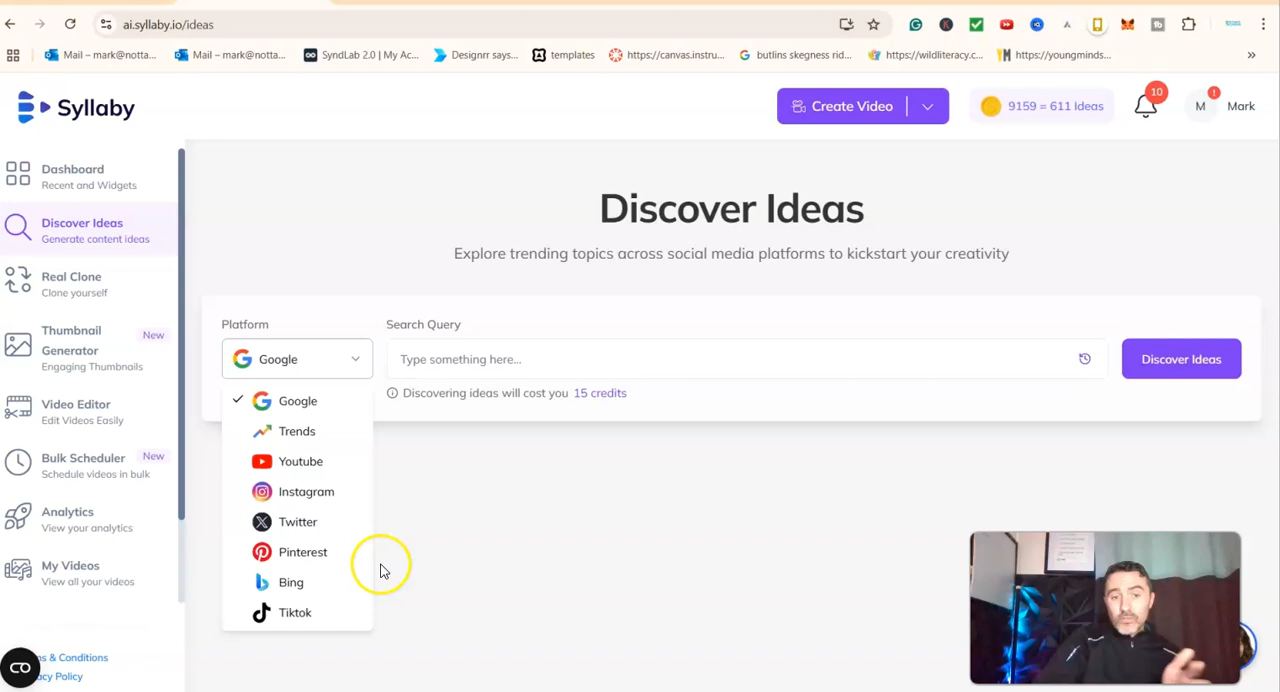 ai.syllaby.io/ideas
Mail – mark@notta...
Mail – mark@notta...
SyndLab 2.0 | My Ac...
Designrr says...
templates
https://canvas.instru...
butlins skegness rid...
https://wildliteracy.c...
https://youngminds...
»
Syllaby
Create Video
9159 = 611 Ideas
10
M
!
Mark
Dashboard
Recent and Widgets
Discover Ideas
Generate content ideas
Real Clone
Clone yourself
Thumbnail
Generator
New
Engaging Thumbnails
Video Editor
Edit Videos Easily
Bulk Scheduler
New
Schedule videos in bulk
Analytics
View your analytics
My Videos
View all your videos
& Conditions
Policy
Discover Ideas
Explore trending topics across social media platforms to kickstart your creativity
Platform
Search Query
Google
Type something here...
Discover Ideas
Discovering ideas will cost you 15 credits
Google
Trends
Youtube
Instagram
Twitter
Pinterest
Bing
Tiktok